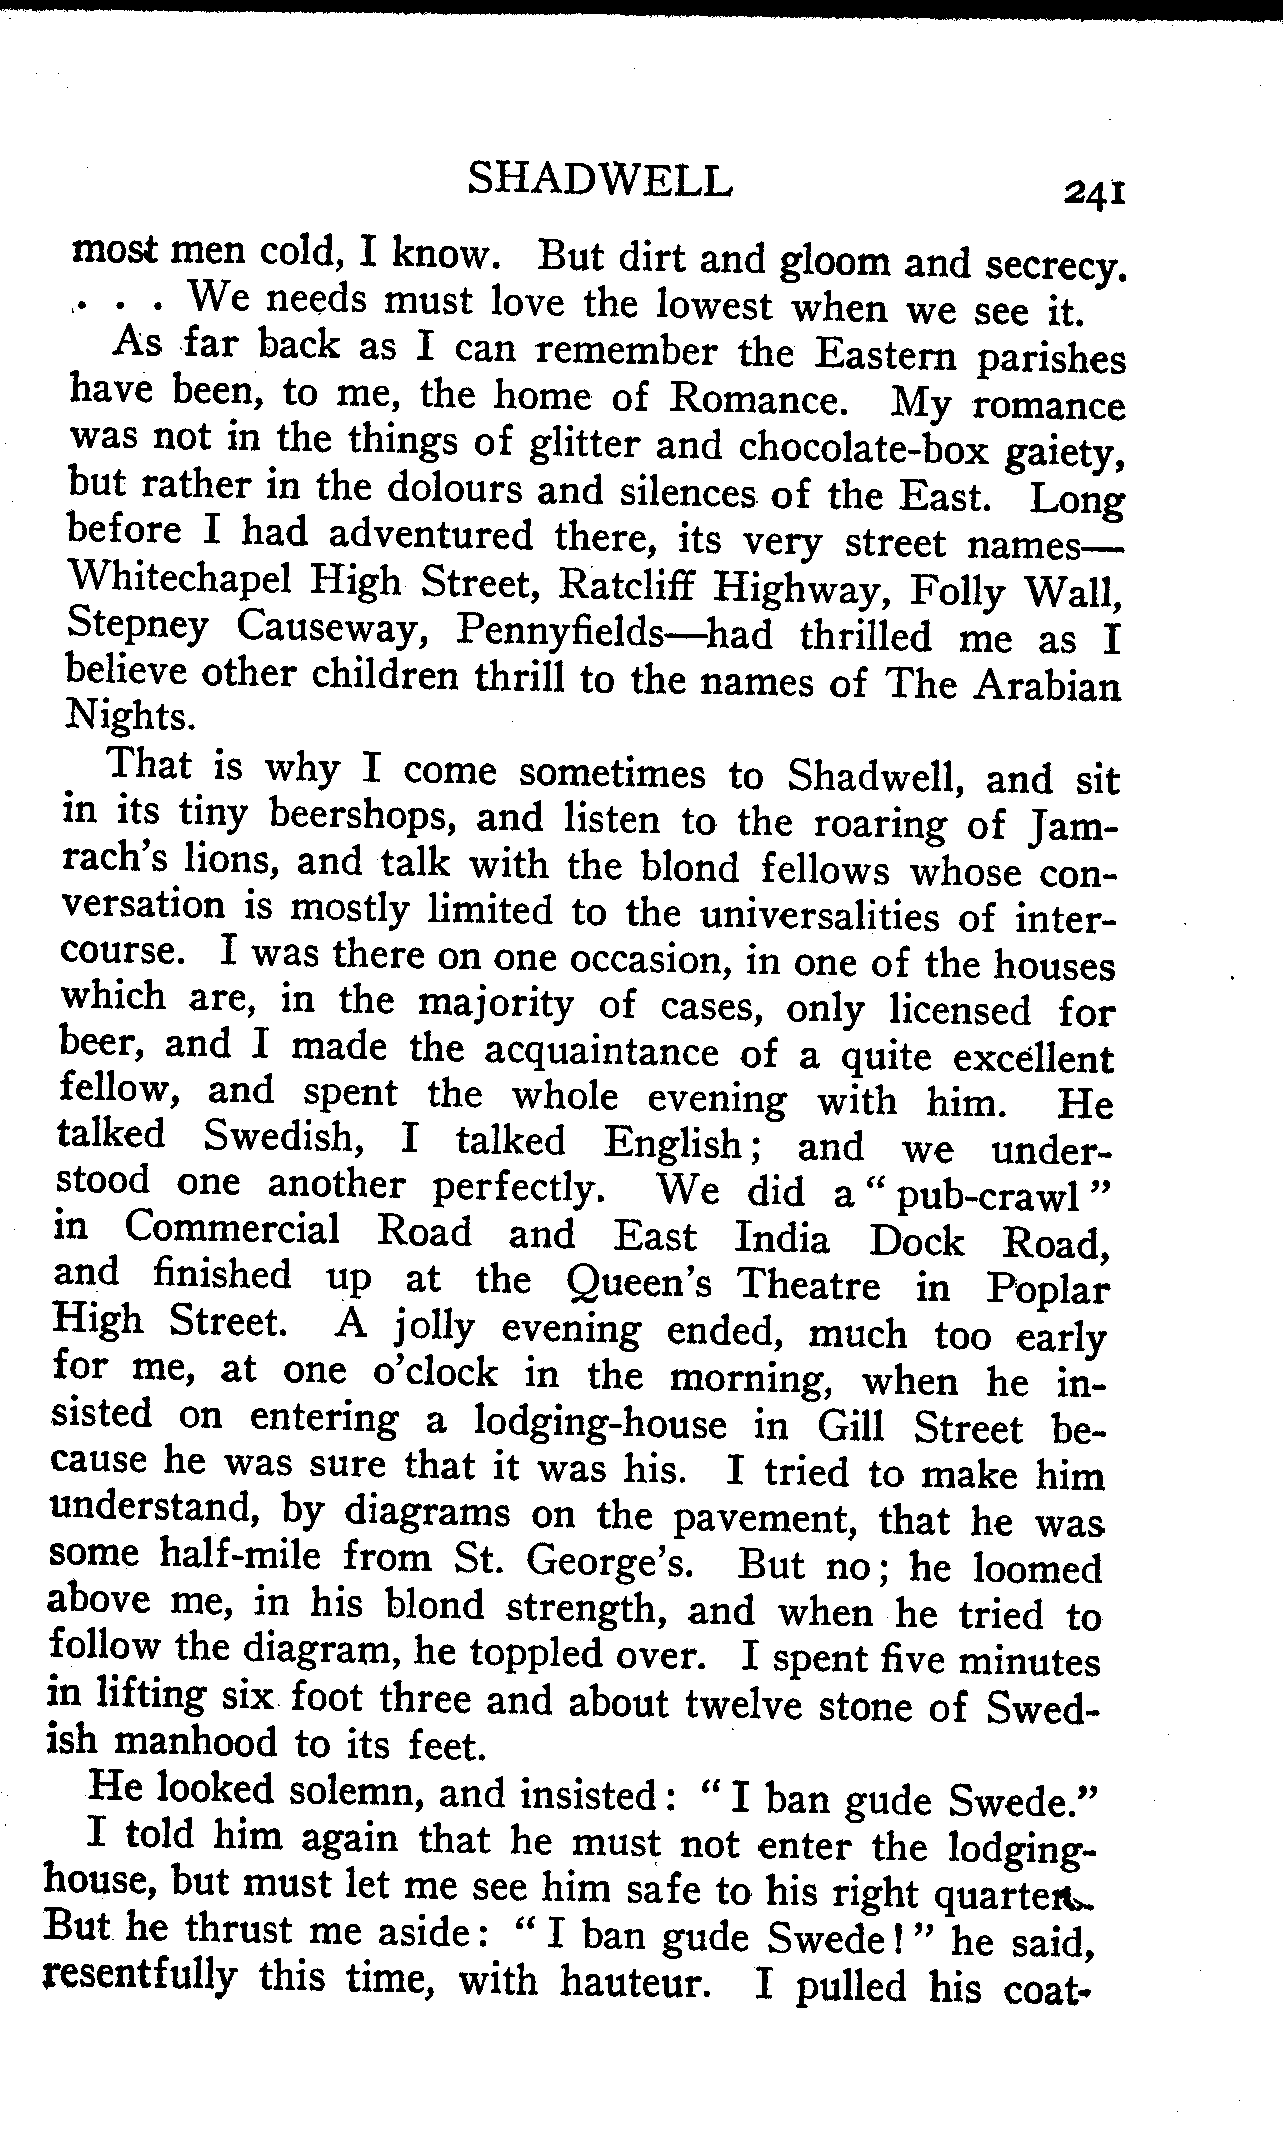 SHADWELL 241
most men cold, I know. But dirt and gloom and secrecy.
. . . We needs must love the lowest when we see it.
As far back as I can remember the Eastern parishes
have been, to me, the home of Romance. My romance
was not in the things of glitter and chocolate-box gaiety,
but rather in the dolours and silences of the East. Long
before I had adventured there, its very street names—
Whitechapel High Street, Ratcliff Highway, Folly Wall,
Stepney Causeway, Pennyfields—had thrilled me as I
believe other children thrill to the names of The Arabian
Nights.
That is why I come sometimes to Shadwell, and sit
in its tiny beershops, and listen to the roaring of Jam-
rach's lions, and talk with the blond fellows whose con-
versation is mostly limited to the universalities of inter-
course. I was there on one occasion, in one of the houses
which are, in the majority of cases, only licensed for
beer, and I made the acquaintance of a quite excellent
fellow, and spent the whole evening with him. He
talked Swedish, I talked English; and we under-
stood one another perfectly. We did a "pub-crawl"
in Commercial Road and East India Dock Road,
and finished up at the Queen's Theatre in Poplar
High Street. A jolly evening ended, much too early
for me, at one o'clock in the morning, when he in-
sisted on entering a lodging-house in Gill Street be-
cause he was sure that it was his. I tried to make him
understand, by diagrams on the pavement, that he was
some half-mile from St. George's. But no; he loomed
above me, in his blond strength, and when he tried to
follow the diagram, he toppled over. I spent five minutes
in lifting six foot three and about twelve stone of Swed-
ish manhood to its feet.
He looked solemn, and insisted: "I ban gude Swede."
I told him again that he must not enter the lodging-
house, but must let me see him safe to his right quarters.
But he thrust me aside: "I ban gude Swede!" he said,
resentfully this time, with hauteur. I pulled his coat-